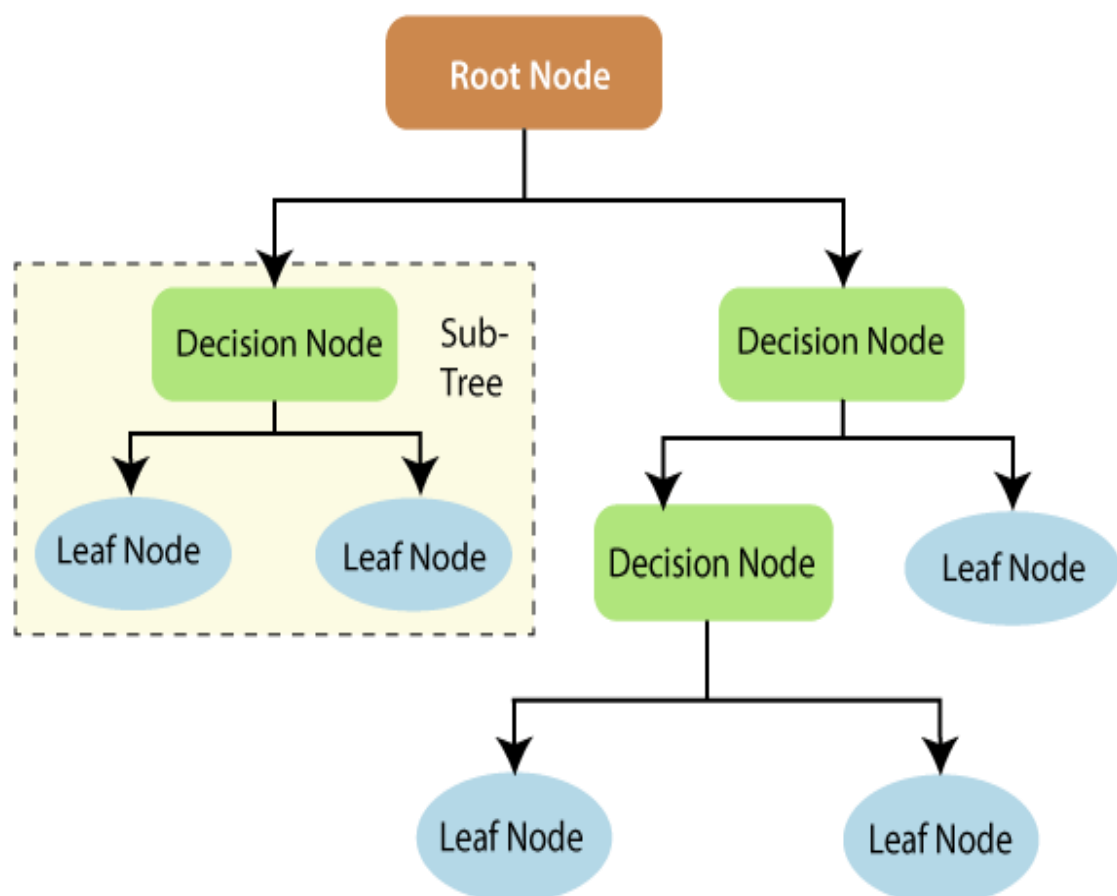 Root Node
Decision Node
Sub-
Tree
Decision Node
Leaf Node
Leaf Node
Decision Node
Leaf Node
Leaf Node
Leaf Node